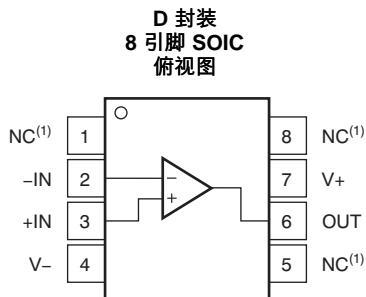 D 封装
8 引脚 SOIC
俯视图
NC(1) 1 8 NC(1)
–IN 2 – 7 V+
+IN 3 + 6 OUT
V– 4 5 NC(1)